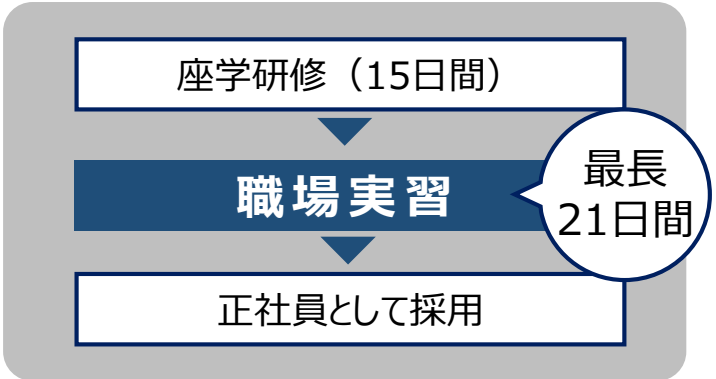 座学研修（15日間）
職場実習
最長
21日間
正社員として採用